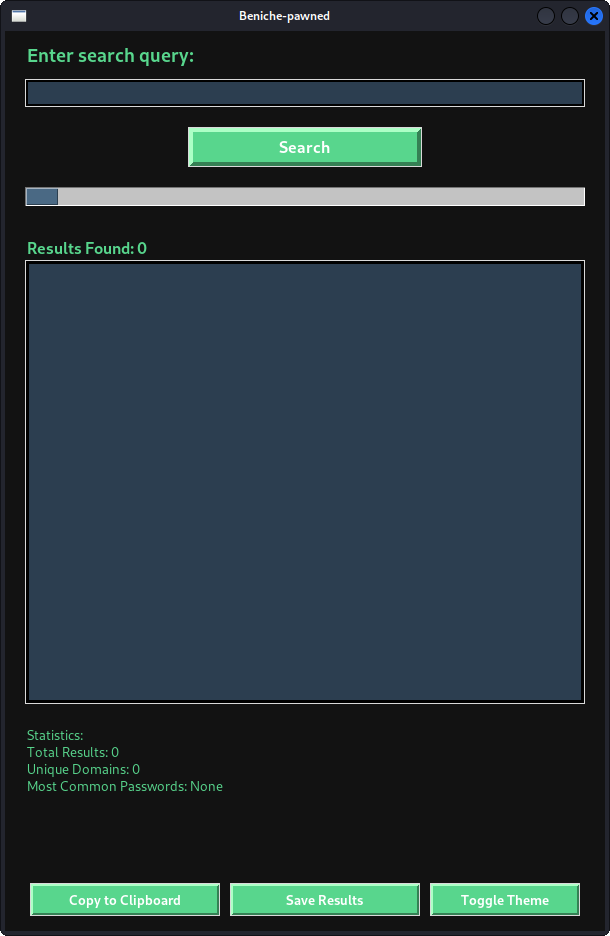 Beniche-pawned
Enter search query:
Search
Results Found: 0
Statistics:
Total Results: 0
Unique Domains: 0
Most Common Passwords: None
Copy to Clipboard
Save Results
Toggle Theme